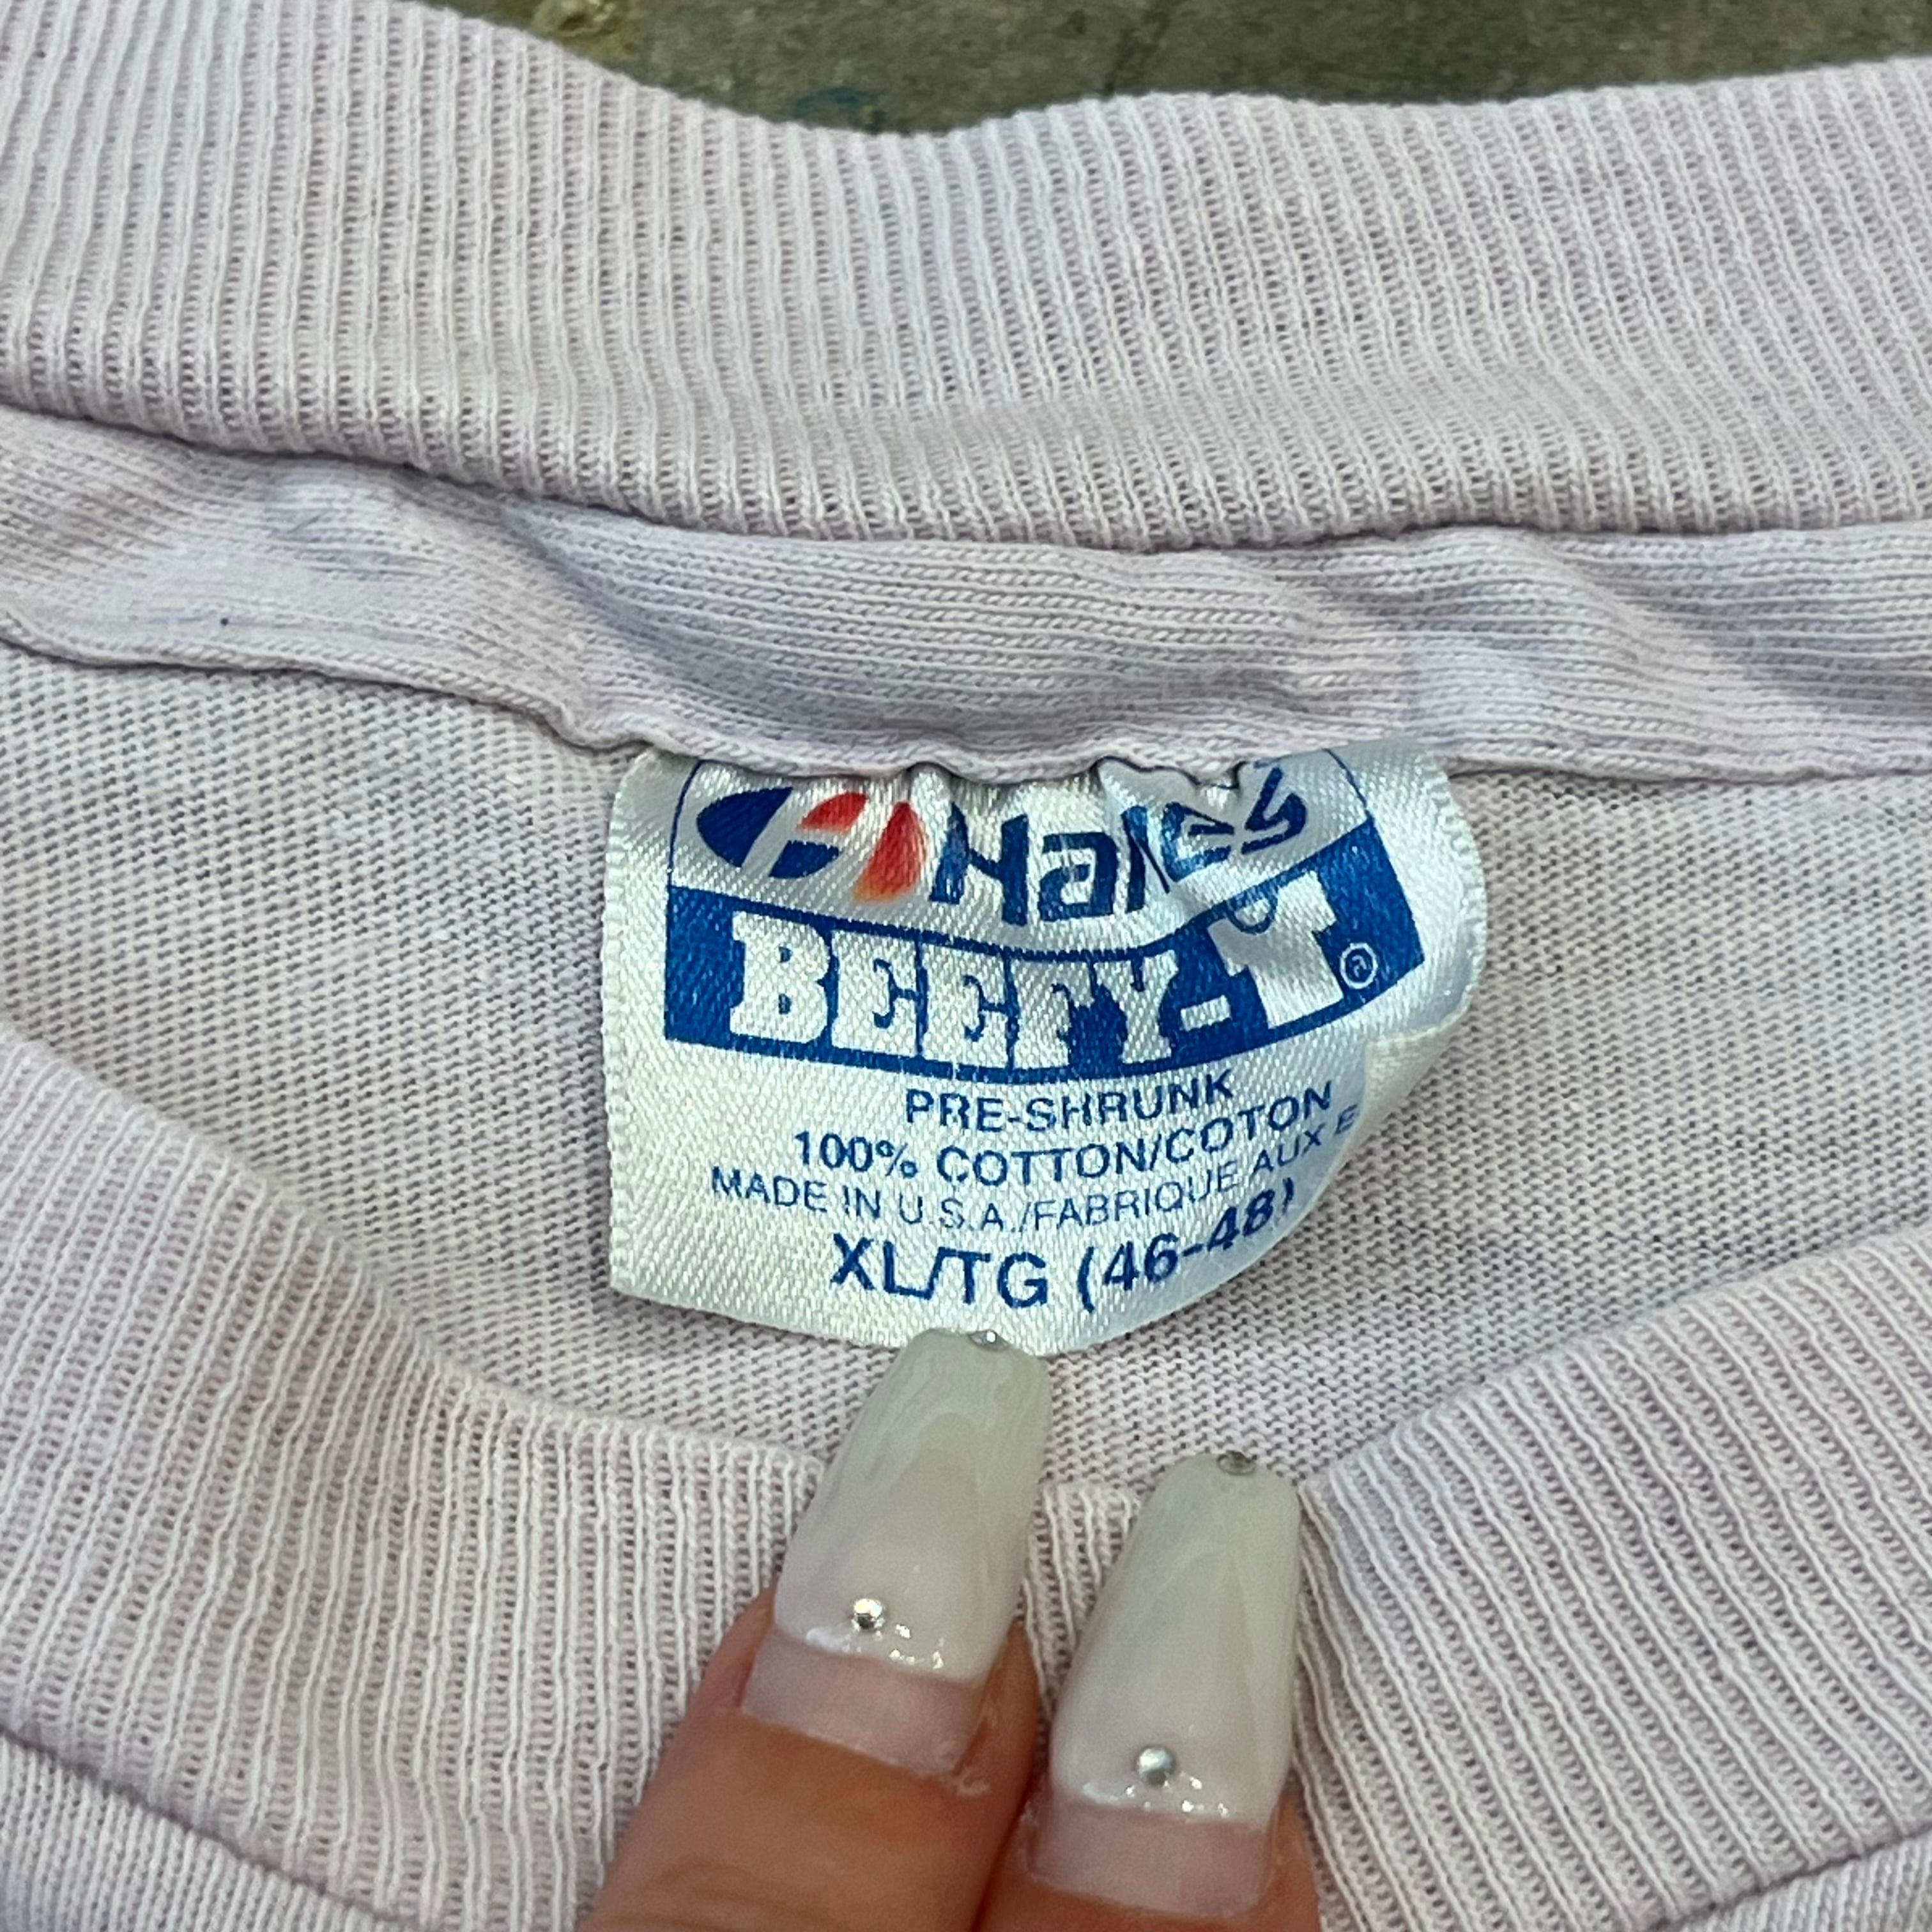 Hanes
BEEFY-T®
PRE-SHRUNK
100% COTTON/COTON
MADE IN U.S.A./FABRIQUE AUX E
XL/TG (46-48)